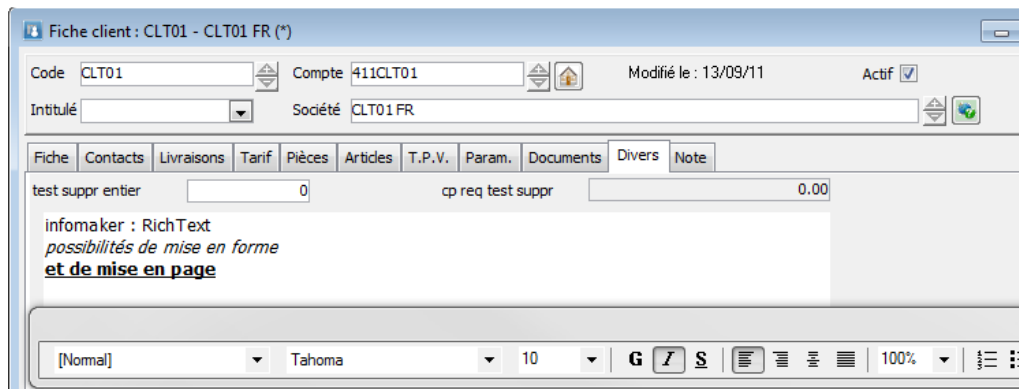 Fiche client : CLT01 - CLT01 FR (*)
Code CLT01 Compte 411CLT01 Modifié le : 13/09/11 Actif
Intitulé Société CLT01 FR
Fiche Contacts Livraisons Tarif Pièces Articles T.P.V. Param. Documents Divers Note
test suppr entier 0 cp req test suppr 0.00
infomaker : RichText
possibilités de mise en forme
et de mise en page
[Normal] Tahoma 10 G I S 100%